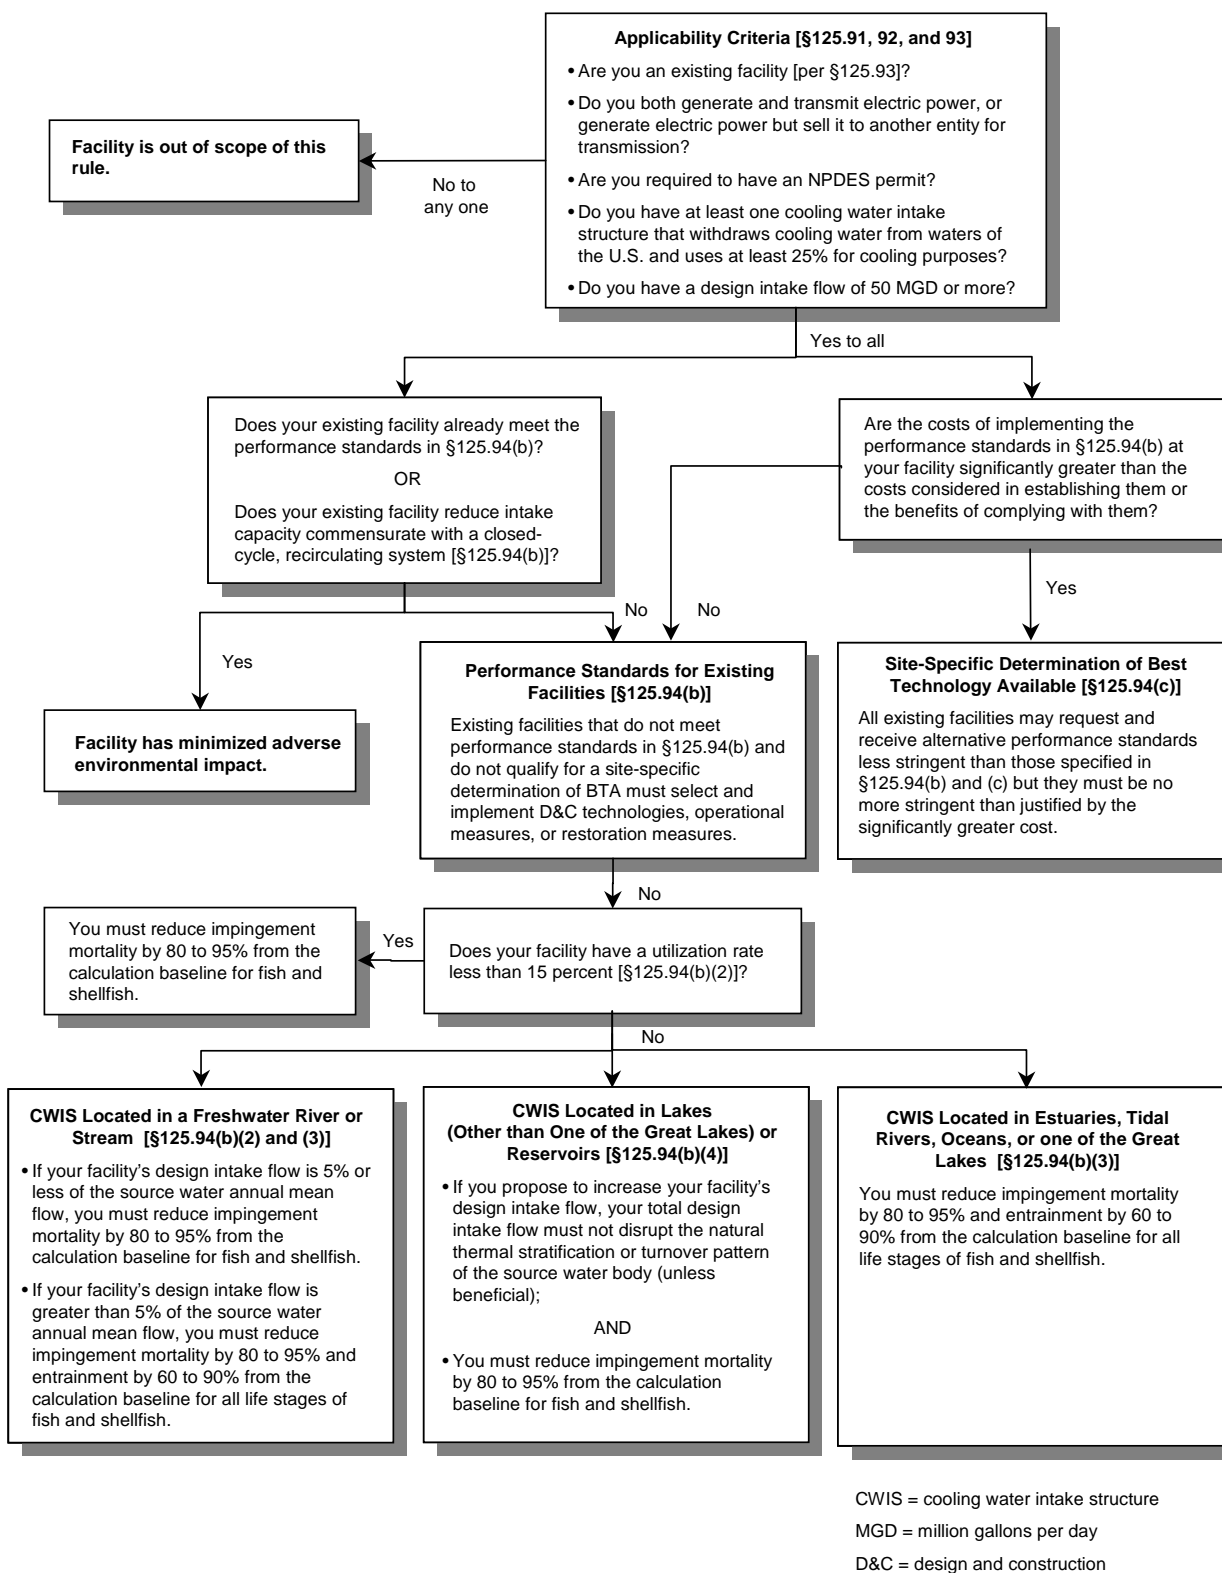 Applicability Criteria [§125.91, 92, and 93]
• Are you an existing facility [per §125.93]?
• Do you both generate and transmit electric power, or
generate electric power but sell it to another entity for
transmission?
• Are you required to have an NPDES permit?
• Do you have at least one cooling water intake
structure that withdraws cooling water from waters of
the U.S. and uses at least 25% for cooling purposes?
• Do you have a design intake flow of 50 MGD or more?
Facility is out of scope of this
rule.
No to
any one
Yes to all
Does your existing facility already meet the
performance standards in §125.94(b)?
OR
Does your existing facility reduce intake
capacity commensurate with a closed-
cycle, recirculating system [§125.94(b)]?
Are the costs of implementing the
performance standards in §125.94(b) at
your facility significantly greater than the
costs considered in establishing them or
the benefits of complying with them?
Yes
No
No
Yes
Facility has minimized adverse
environmental impact.
Performance Standards for Existing
Facilities [§125.94(b)]
Existing facilities that do not meet
performance standards in §125.94(b) and
do not qualify for a site-specific
determination of BTA must select and
implement D&C technologies, operational
measures, or restoration measures.
Site-Specific Determination of Best
Technology Available [§125.94(c)]
All existing facilities may request and
receive alternative performance standards
less stringent than those specified in
§125.94(b) and (c) but they must be no
more stringent than justified by the
significantly greater cost.
No
You must reduce impingement
mortality by 80 to 95% from the
calculation baseline for fish and
shellfish.
Yes
Does your facility have a utilization rate
less than 15 percent [§125.94(b)(2)]?
No
CWIS Located in a Freshwater River or
Stream [§125.94(b)(2) and (3)]
• If your facility's design intake flow is 5% or
less of the source water annual mean
flow, you must reduce impingement
mortality by 80 to 95% from the
calculation baseline for fish and shellfish.
• If your facility's design intake flow is
greater than 5% of the source water
annual mean flow, you must reduce
impingement mortality by 80 to 95% and
entrainment by 60 to 90% from the
calculation baseline for all life stages of
fish and shellfish.
CWIS Located in Lakes
(Other than One of the Great Lakes) or
Reservoirs [§125.94(b)(4)]
• If you propose to increase your facility's
design intake flow, your total design
intake flow must not disrupt the natural
thermal stratification or turnover pattern
of the source water body (unless
beneficial);
AND
• You must reduce impingement mortality
by 80 to 95% from the calculation
baseline for fish and shellfish.
CWIS Located in Estuaries, Tidal
Rivers, Oceans, or one of the Great
Lakes [§125.94(b)(3)]
You must reduce impingement mortality
by 80 to 95% and entrainment by 60 to
90% from the calculation baseline for all
life stages of fish and shellfish.
CWIS = cooling water intake structure
MGD = million gallons per day
D&C = design and construction